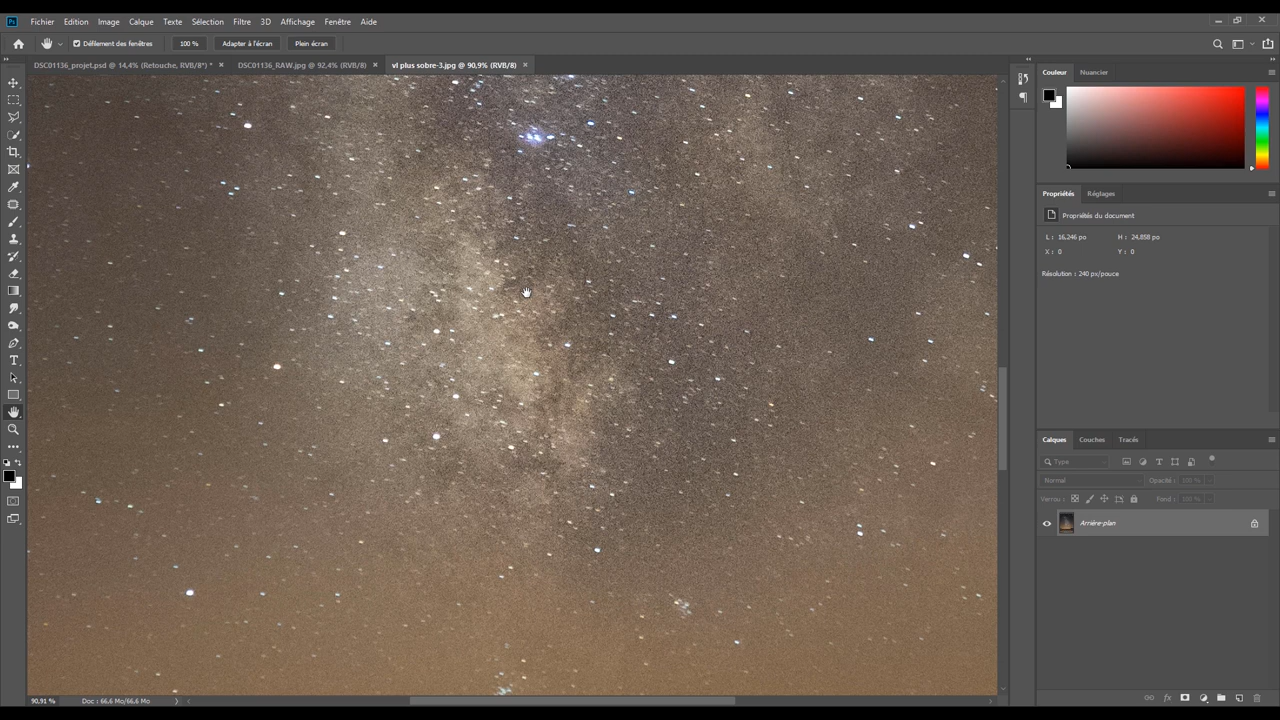 Ps Fichier Edition Image Calque Texte Sélection Filtre 3D Affichage Fenêtre Aide
Défilement des fenêtres 100 % Adapter à l'écran Plein écran
DSC01136_projet.psd @ 14,4% (Retouche, RVB/8*) * × DSC01136_RAW.jpg @ 92,4% (RVB/8) × vl plus sobre-3.jpg @ 90,9% (RVB/8) ×
Couleur Nuancier
Propriétés Réglages
Propriétés du document
L : 16,246 po H : 24,858 po
X : 0 Y : 0
Résolution : 240 px/pouce
Calques Couches Tracés
Type
Normal Opacité : 100 %
Verrou : Fond : 100 %
Arrière-plan
fx
90,91 % Doc : 66,6 Mo/66,6 Mo